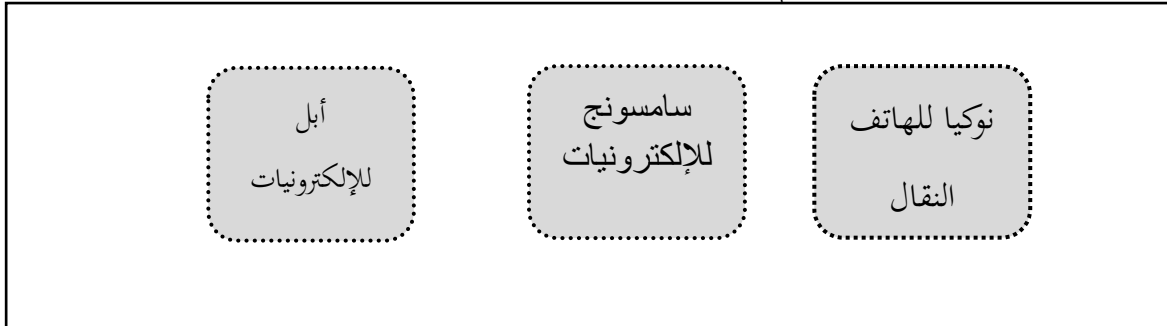 نوكيا للهاتف
النقال
سامسونج
للإلكترونيات
أبل
للإلكترونيات